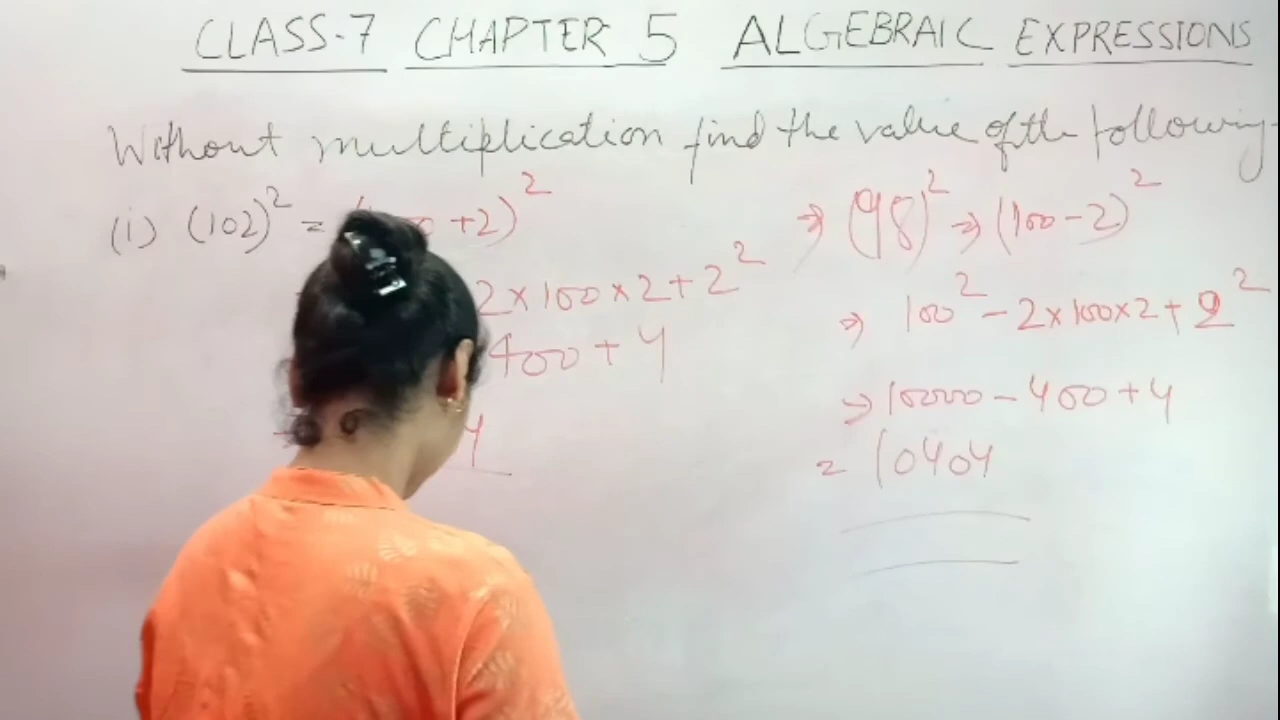 CLASS-7 CHAPTER 5 ALGEBRAIC EXPRESSIONS
Without multiplication find the value of the following-
(i) (102)² = +2)²
2×100×2+2²
400+4
4
⇒ (98)² ⇒ (100-2)²
⇒ 100² - 2×100×2+2²
⇒ 10000-400+4
= 10404